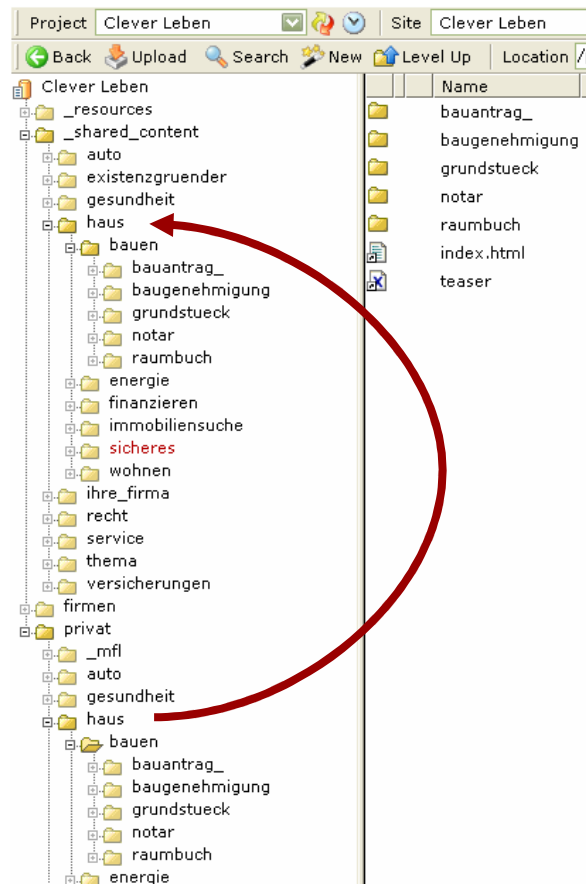 Project Clever Leben Site Clever Leben
Back Upload Search New Level Up Location /
Clever Leben
_resources
_shared_content
auto
existenzgruender
gesundheit
haus
bauen
bauantrag_
baugenehmigung
grundstueck
notar
raumbuch
energie
finanzieren
immobiliensuche
sicheres
wohnen
ihre_firma
recht
service
thema
versicherungen
firmen
privat
_mfl
auto
gesundheit
haus
bauen
bauantrag_
baugenehmigung
grundstueck
notar
raumbuch
energie
Name
bauantrag_
baugenehmigung
grundstueck
notar
raumbuch
index.html
teaser